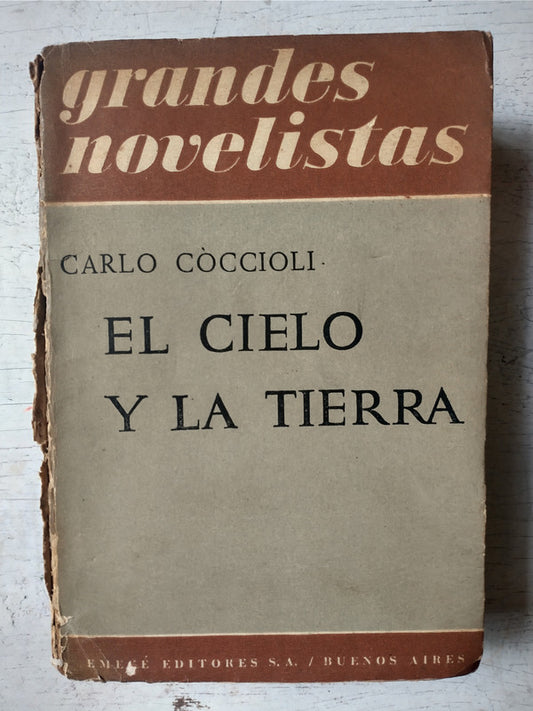 grandes
novelistas
CARLO CÒCCIOLI
EL CIELO
Y LA TIERRA
EMECÉ EDITORES S.A. / BUENOS AIRES